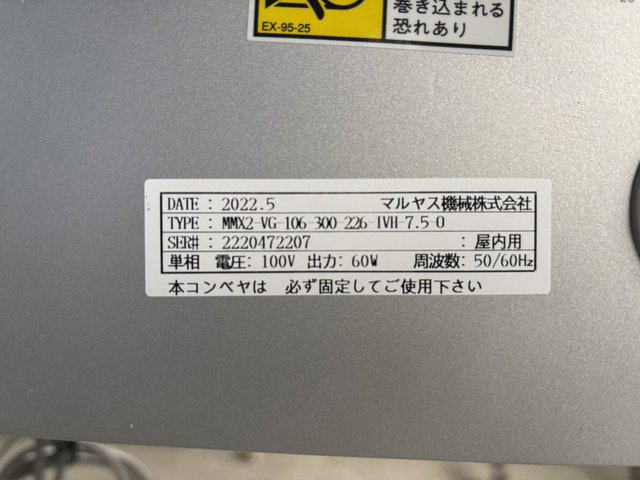 巻き込まれる
恐れあり
EX-95-25
DATE : 2022.5 マルヤス機械株式会社
TYPE : MMX2-VG-106-300-226-IVH-7.5-O
SER# : 2220472207 : 屋内用
単相 電圧: 100V 出力: 60W 周波数: 50/60Hz
本コンベヤは 必ず固定してご使用下さい